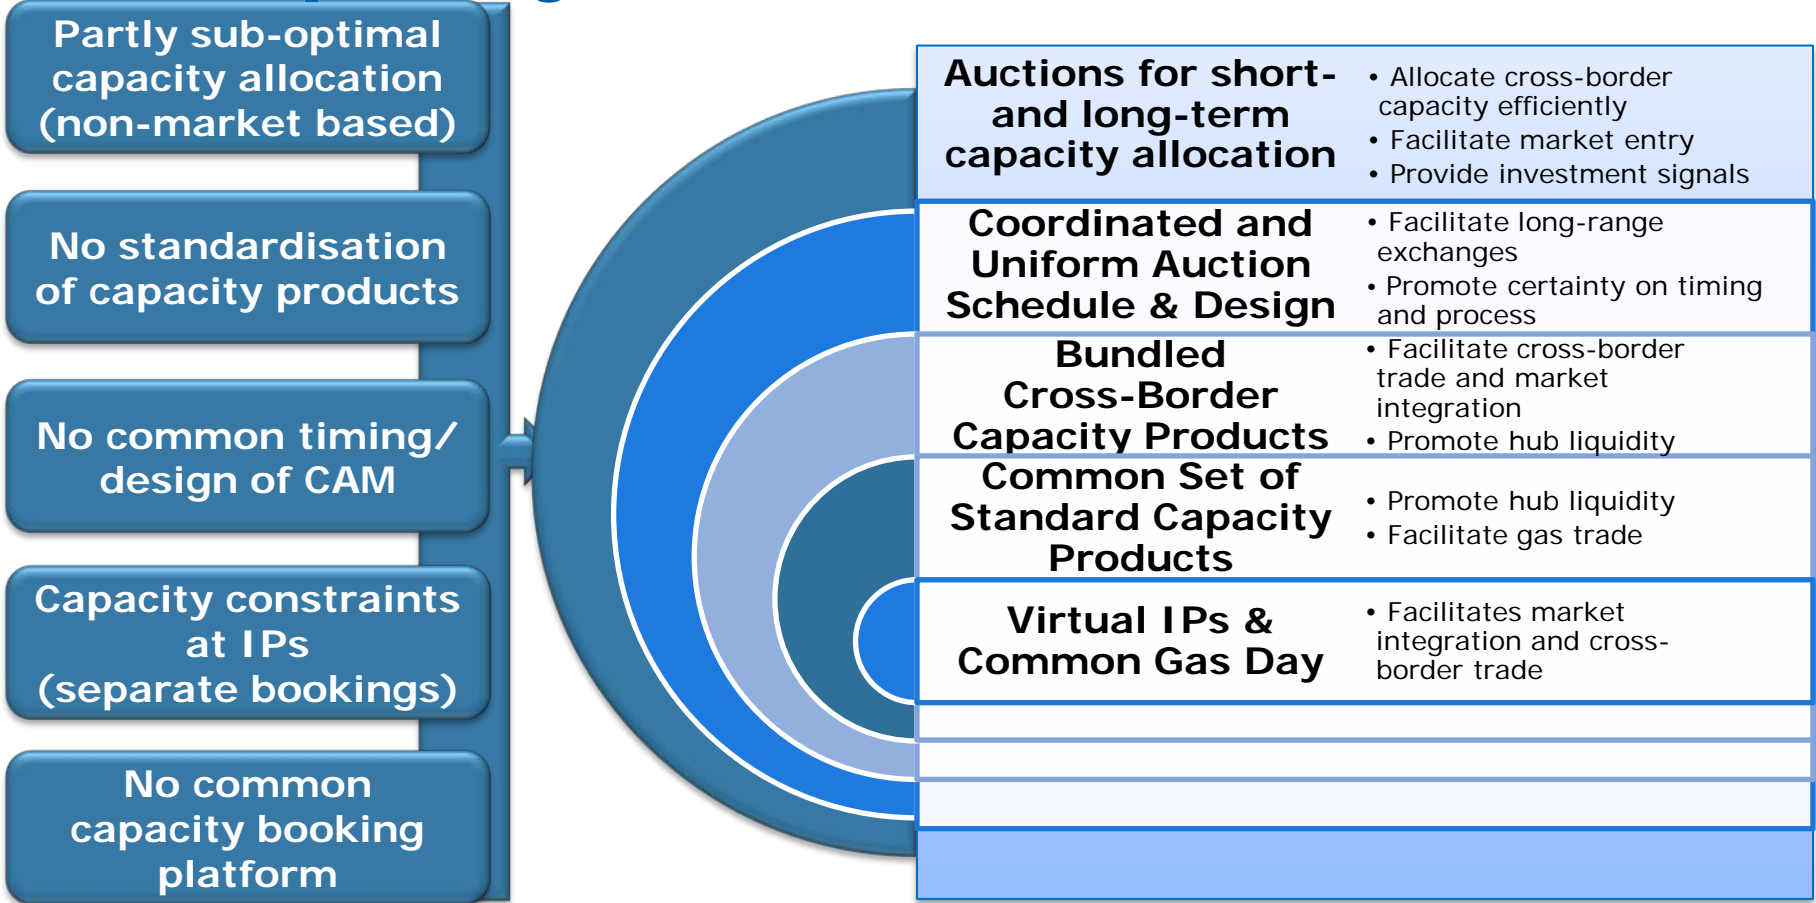 Partly sub-optimal
capacity allocation
(non-market based)
No standardisation
of capacity products
No common timing/
design of CAM
Capacity constraints
at IPs
(separate bookings)
No common
capacity booking
platform
Auctions for short-
and long-term
capacity allocation
• Allocate cross-border
capacity efficiently
• Facilitate market entry
• Provide investment signals
Coordinated and
Uniform Auction
Schedule & Design
• Facilitate long-range
exchanges
• Promote certainty on timing
and process
Bundled
Cross-Border
Capacity Products
• Facilitate cross-border
trade and market
integration
• Promote hub liquidity
Common Set of
Standard Capacity
Products
• Promote hub liquidity
• Facilitate gas trade
Virtual IPs &
Common Gas Day
• Facilitates market
integration and cross-
border trade